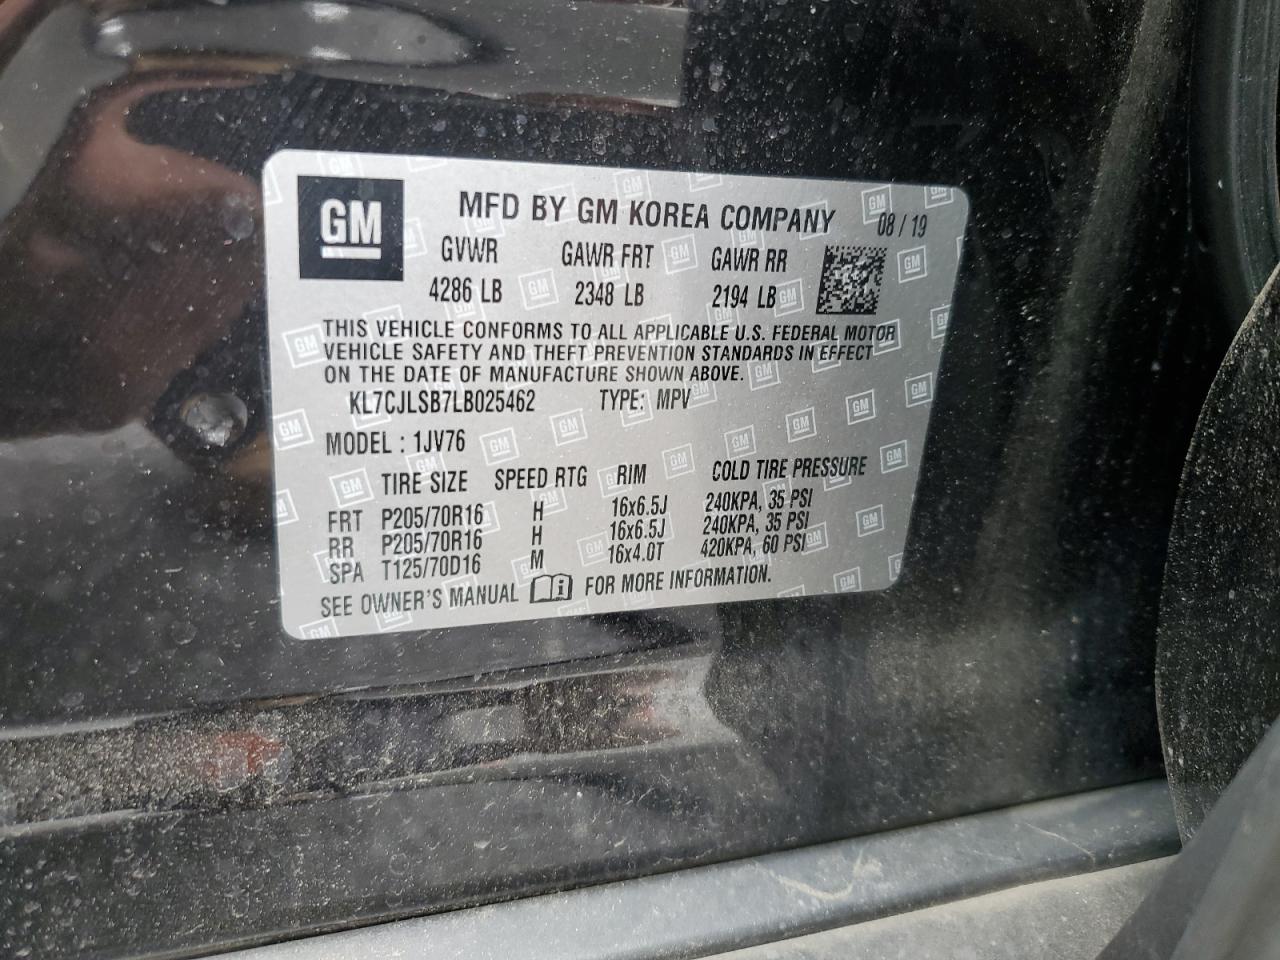 GM
MFD BY GM KOREA COMPANY 08 / 19
GVWR GAWR FRT GAWR RR
4286 LB 2348 LB 2194 LB
THIS VEHICLE CONFORMS TO ALL APPLICABLE U.S. FEDERAL MOTOR
VEHICLE SAFETY AND THEFT PREVENTION STANDARDS IN EFFECT
ON THE DATE OF MANUFACTURE SHOWN ABOVE.
KL7CJLSB7LB025462 TYPE: MPV
MODEL : 1JV76
TIRE SIZE SPEED RTG RIM COLD TIRE PRESSURE
FRT P205/70R16 H 16x6.5J 240KPA, 35 PSI
RR P205/70R16 H 16x6.5J 240KPA, 35 PSI
SPA T125/70D16 M 16x4.0T 420KPA, 60 PSI
SEE OWNER'S MANUAL FOR MORE INFORMATION.